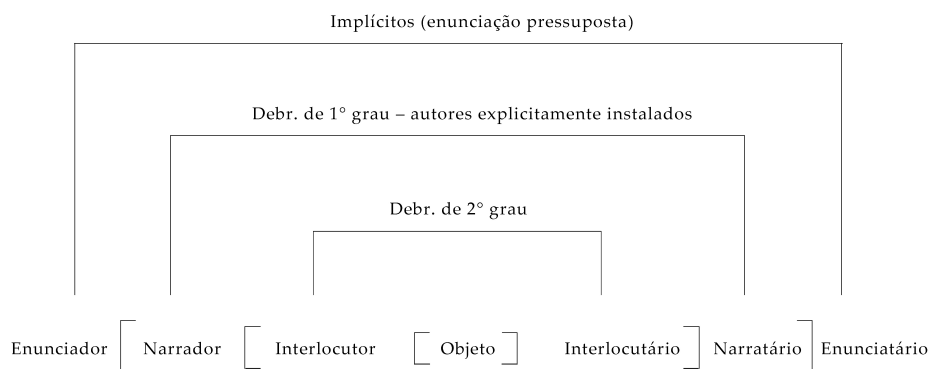 Implícitos (enunciação pressuposta)
Debr. de 1° grau – autores explicitamente instalados
Debr. de 2° grau
Enunciador Narrador Interlocutor Objeto Interlocutário Narratário Enunciatário